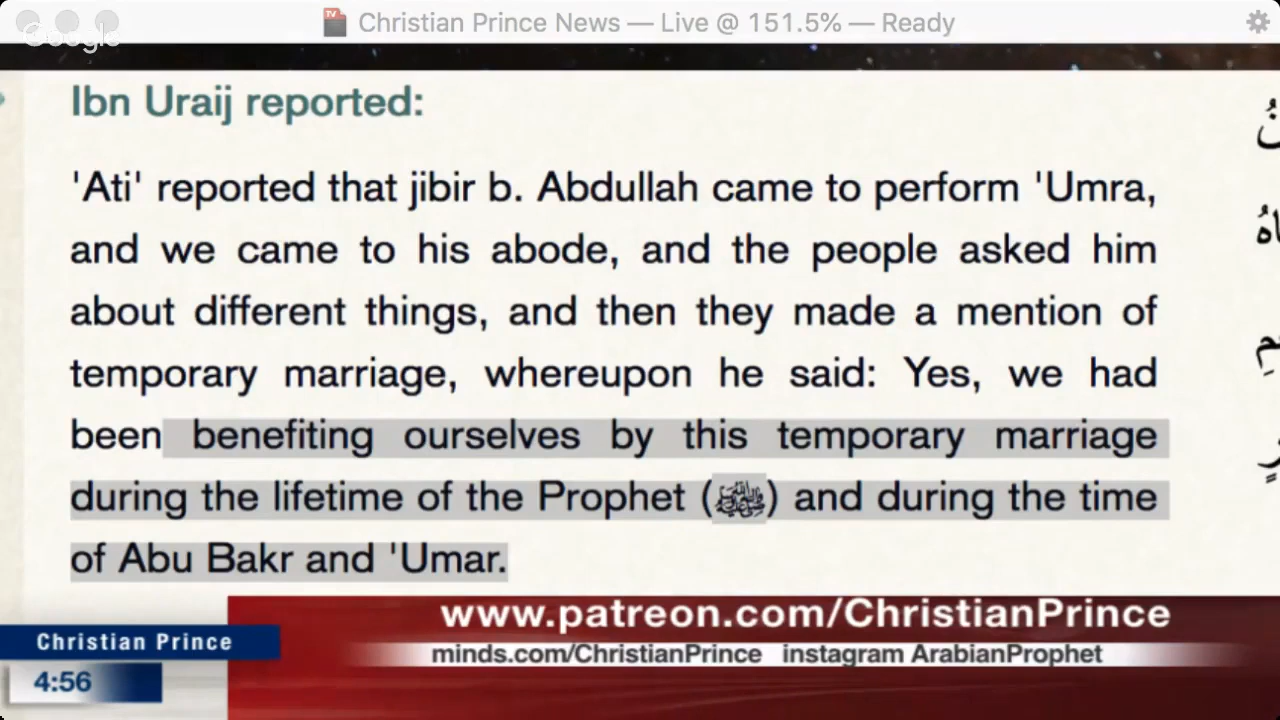 Christian Prince News — Live @ 151.5% — Ready
TV
Google
Ibn Uraij reported:
'Ati' reported that jibir b. Abdullah came to perform 'Umra,
and we came to his abode, and the people asked him
about different things, and then they made a mention of
temporary marriage, whereupon he said: Yes, we had
been benefiting ourselves by this temporary marriage
during the lifetime of the Prophet (ﷺ) and during the time
of Abu Bakr and 'Umar.
www.patreon.com/ChristianPrince
Christian Prince
minds.com/ChristianPrince instagram ArabianProphet
4:56